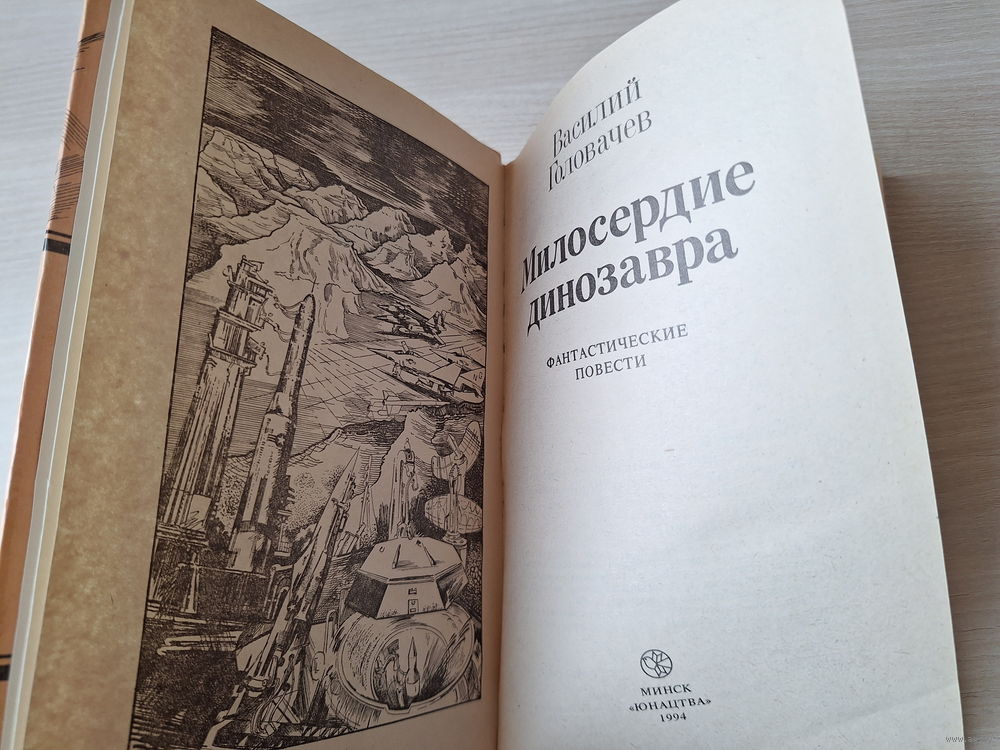 Василий
Головачев
Милосердие
динозавра
ФАНТАСТИЧЕСКИЕ
ПОВЕСТИ
МИНСК
«ЮНАЦТВА»
1994